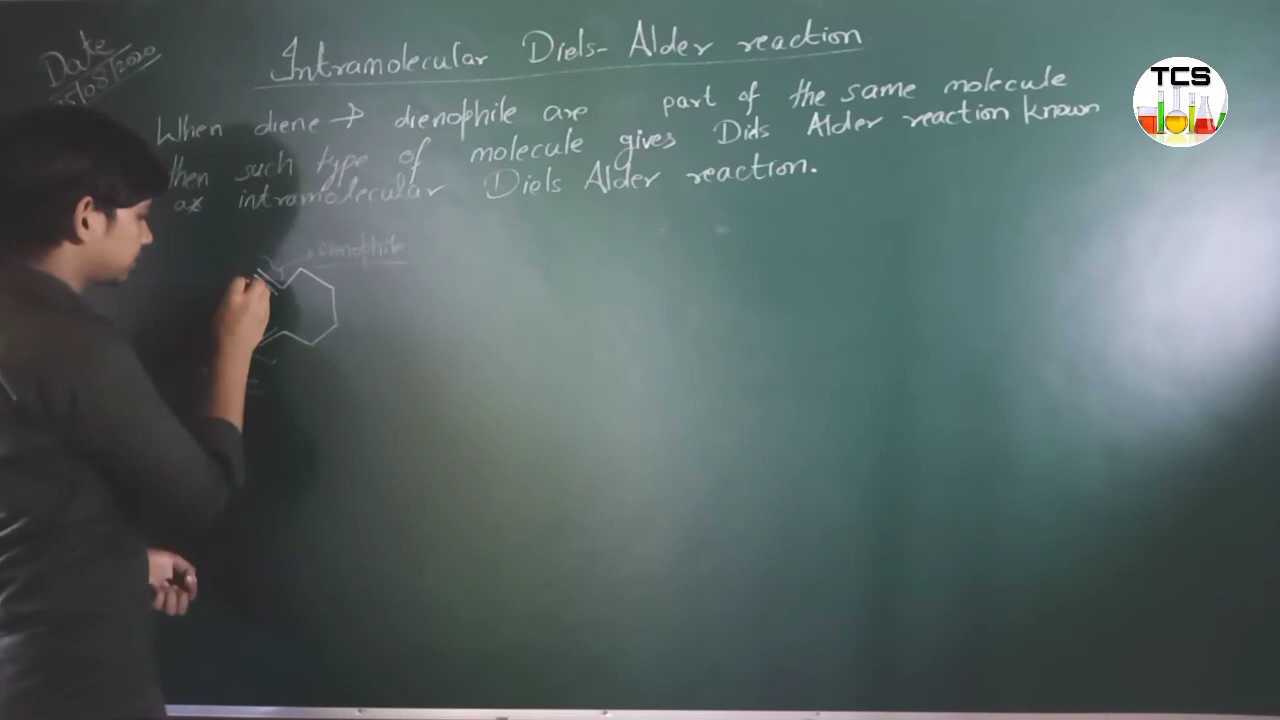 Date
15/08/2020
Intramolecular Diels-Alder reaction
When diene → dienophile are part of the same molecule
then such type of molecule gives Diels Alder reaction known
as intramolecular Diels Alder reaction.
Dienophile
TCS